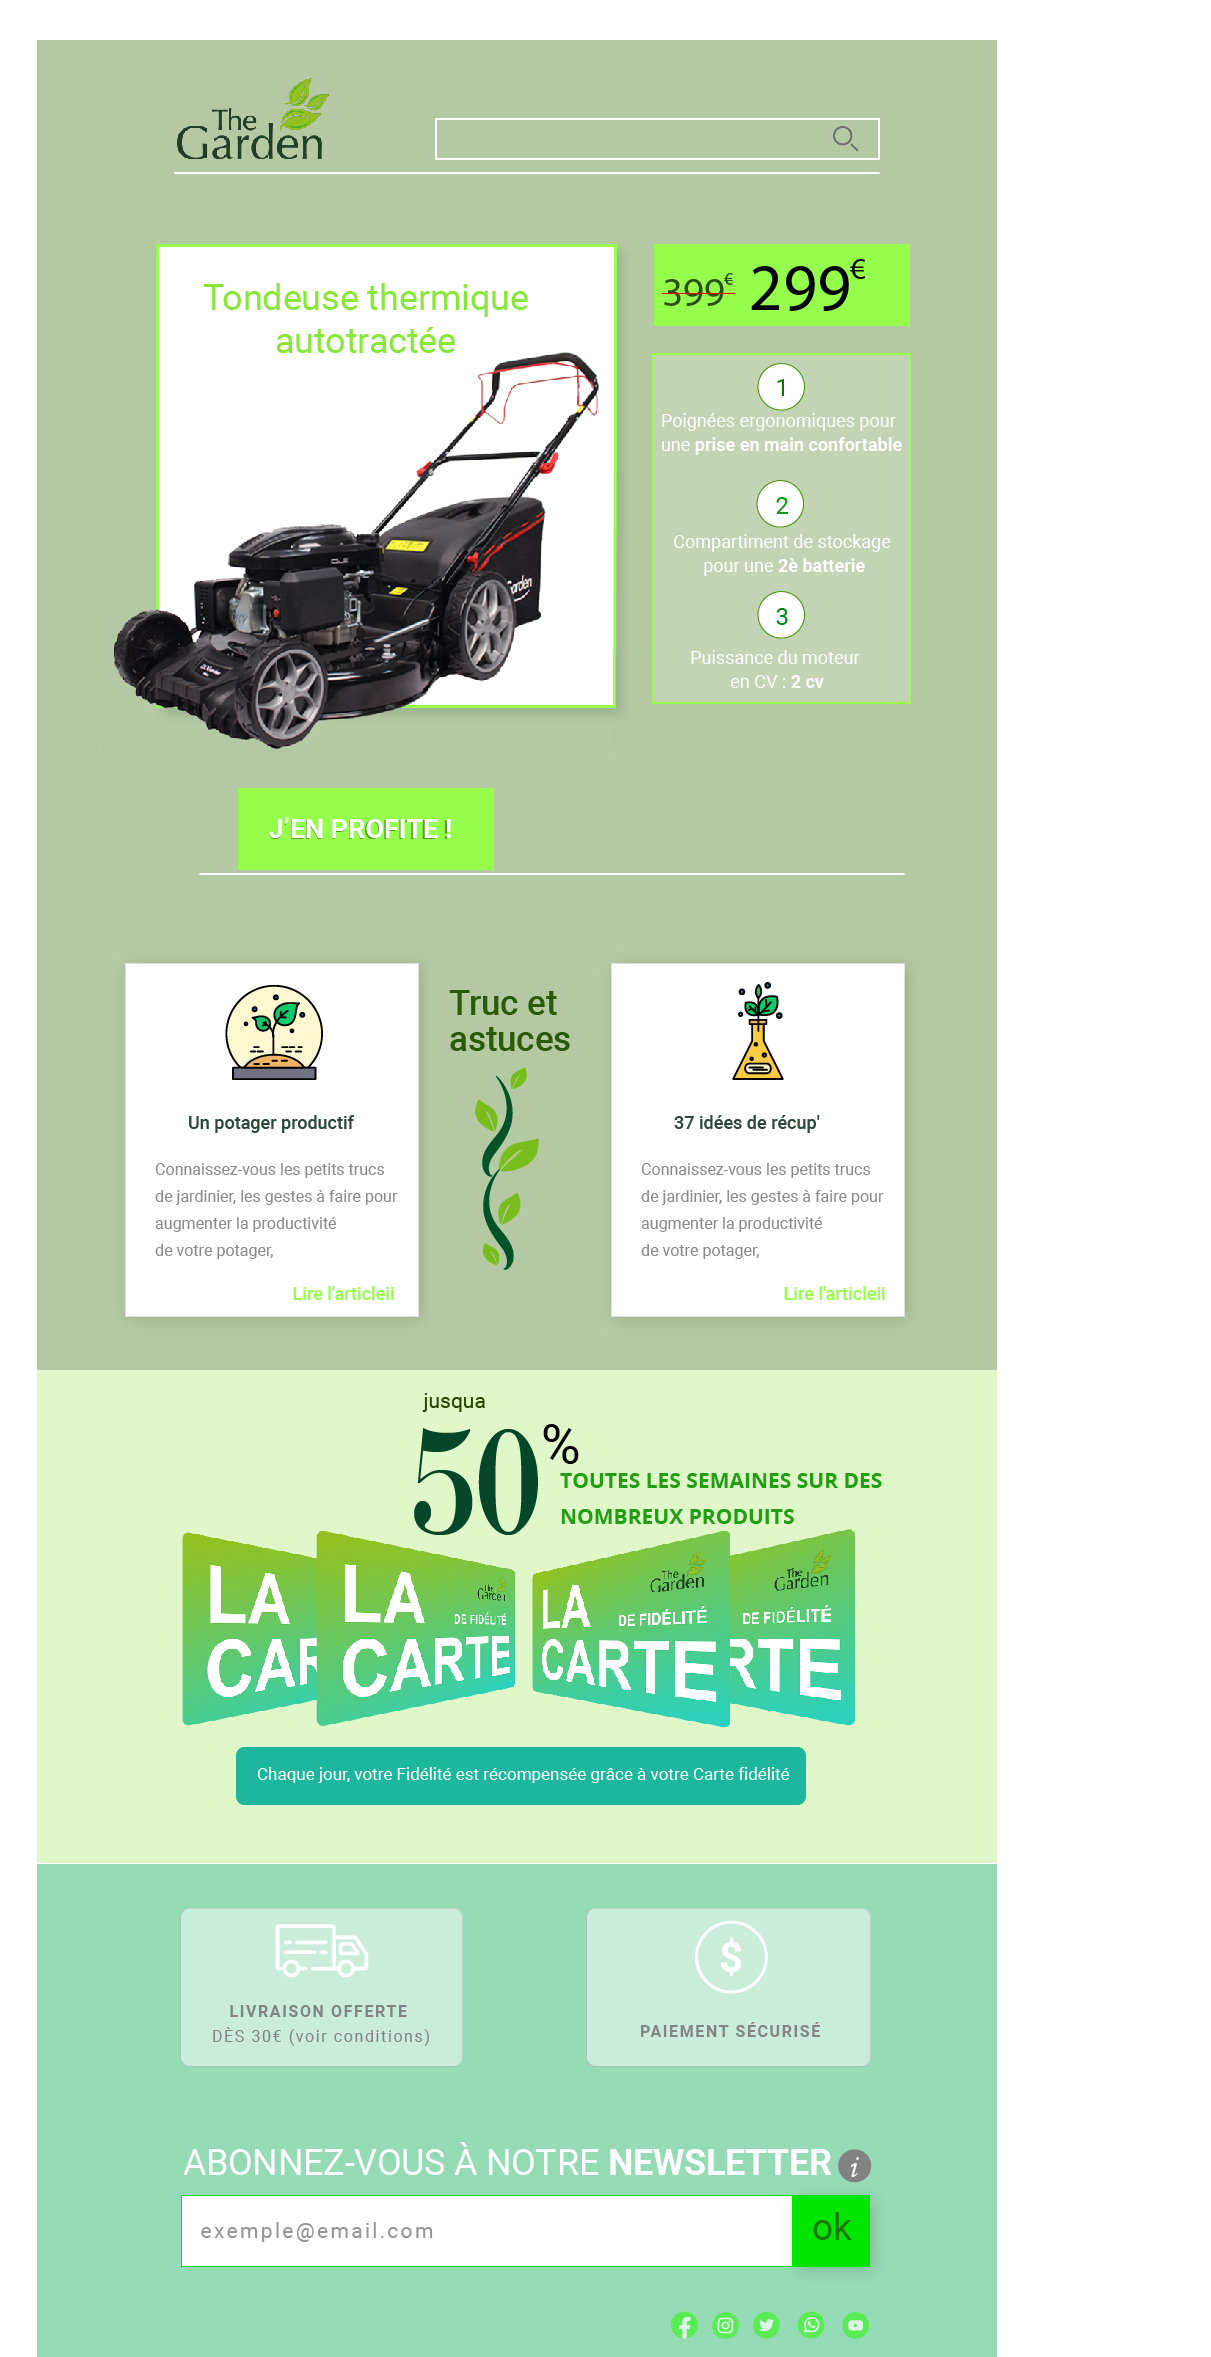 The
Garden
Tondeuse thermique
autotractée
399€ 299€
1
Poignées ergonomiques pour
une prise en main confortable
2
Compartiment de stockage
pour une 2è batterie
3
Puissance du moteur
en CV : 2 cv
J'EN PROFITE !
Truc et
astuces
Un potager productif
Connaissez-vous les petits trucs
de jardinier, les gestes à faire pour
augmenter la productivité
de votre potager,
Lire l'articleii
37 idées de récup'
Connaissez-vous les petits trucs
de jardinier, les gestes à faire pour
augmenter la productivité
de votre potager,
Lire l'articleii
jusqua
50%
TOUTES LES SEMAINES SUR DES
NOMBREUX PRODUITS
LA
CAR
The
Garden
LA
DE FIDÉLITÉ
CARTE
The
Garden
LA
DE FIDÉLITÉ
CARTE
The
Garden
DE FIDÉLITÉ
RTE
Chaque jour, votre Fidélité est récompensée grâce à votre Carte fidélité
$
LIVRAISON OFFERTE
DÈS 30€ (voir conditions)
PAIEMENT SÉCURISÉ
ABONNEZ-VOUS À NOTRE NEWSLETTER i
exemple@email.com
ok